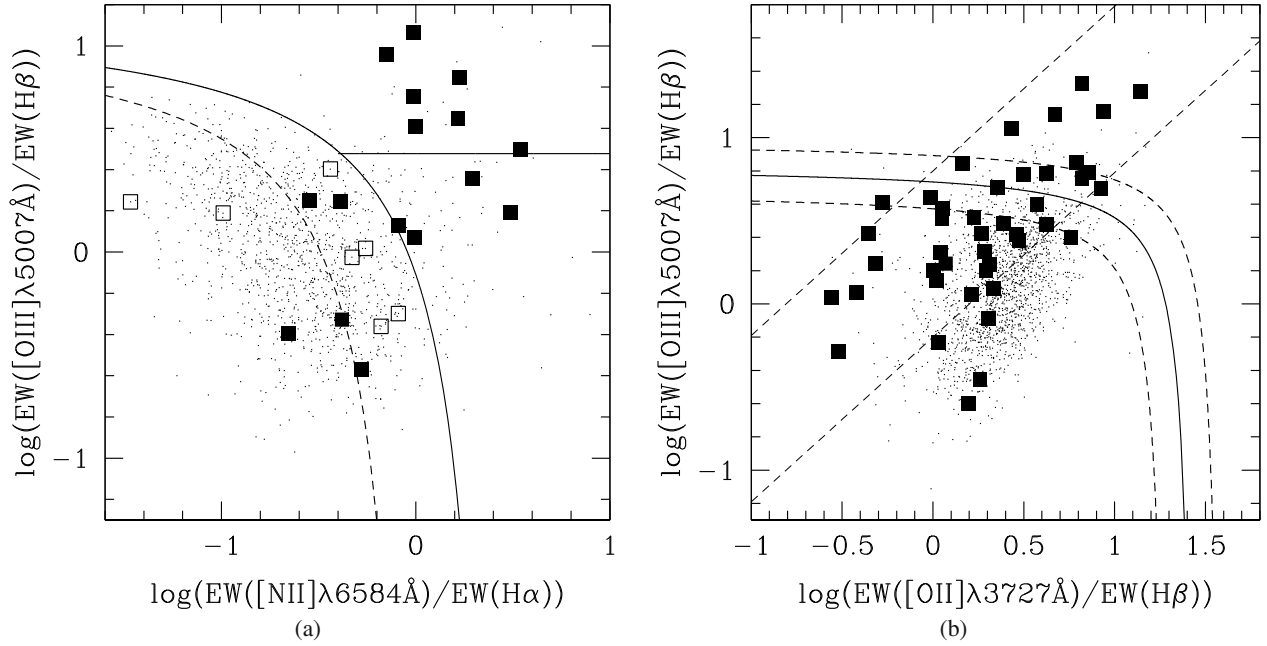 1
0
−1
−1
0
1
log(EW([OIII]λ5007Å)/EW(Hβ))
log(EW([NII]λ6584Å)/EW(Hα))
(a)
1
0
−1
−1
−0.5
0
0.5
1
1.5
log(EW([OIII]λ5007Å)/EW(Hβ))
log(EW([OII]λ3727Å)/EW(Hβ))
(b)